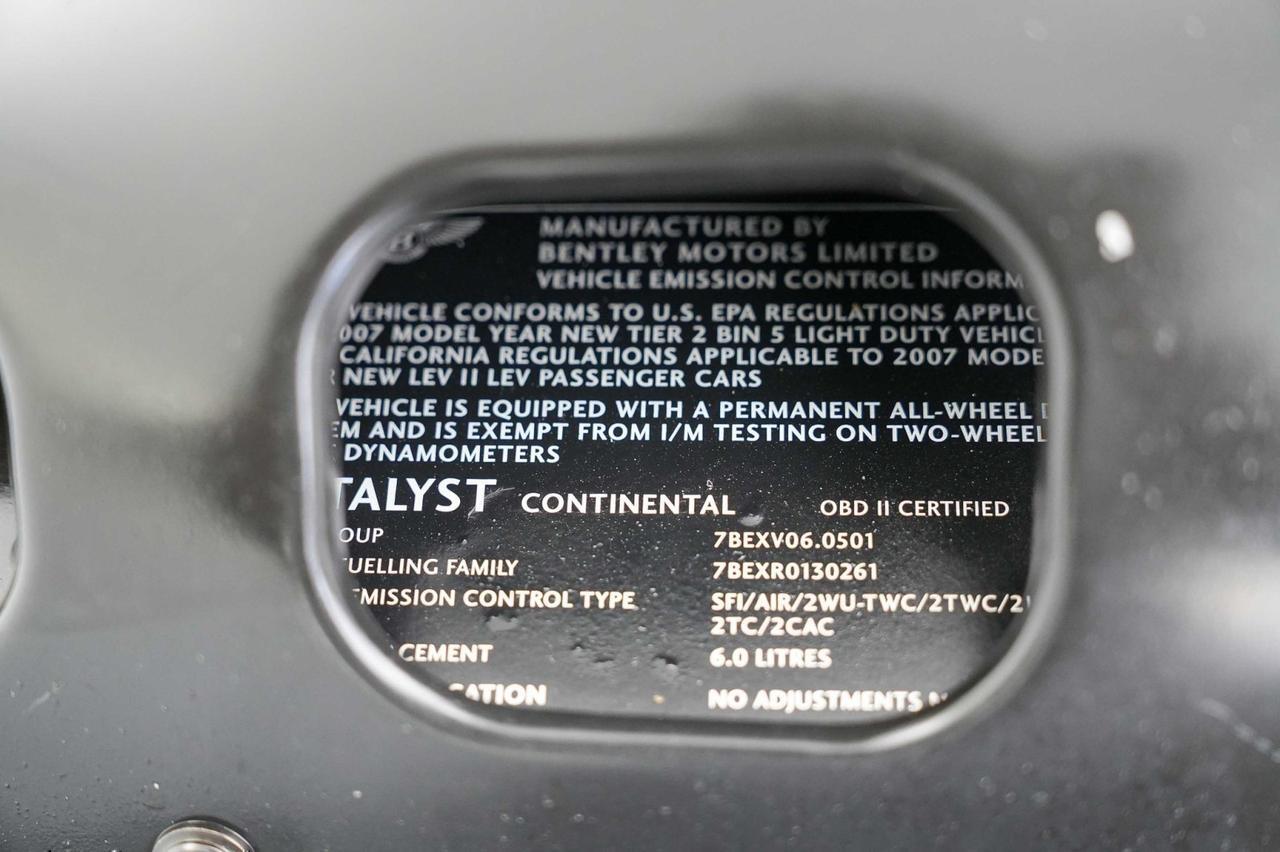 MANUFACTURED BY
BENTLEY MOTORS LIMITED
VEHICLE EMISSION CONTROL INFORM
VEHICLE CONFORMS TO U.S. EPA REGULATIONS APPLIC
007 MODEL YEAR NEW TIER 2 BIN 5 LIGHT DUTY VEHICL
CALIFORNIA REGULATIONS APPLICABLE TO 2007 MODE
NEW LEV II LEV PASSENGER CARS
VEHICLE IS EQUIPPED WITH A PERMANENT ALL-WHEEL
EM AND IS EXEMPT FROM I/M TESTING ON TWO-WHEEL
DYNAMOMETERS
TALYST CONTINENTAL OBD II CERTIFIED
OUP 7BEXV06.0501
UELLING FAMILY 7BEXR0130261
EMISSION CONTROL TYPE SFI/AIR/2WU-TWC/2TWC/2
2TC/2CAC
CEMENT 6.0 LITRES
CATION NO ADJUSTMENTS